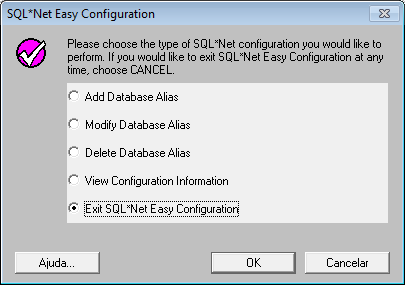 SQL*Net Easy Configuration
Please choose the type of SQL*Net configuration you would like to
perform. If you would like to exit SQL*Net Easy Configuration at any
time, choose CANCEL.
Add Database Alias
Modify Database Alias
Delete Database Alias
View Configuration Information
Exit SQL*Net Easy Configuration
Ajuda...
OK
Cancelar